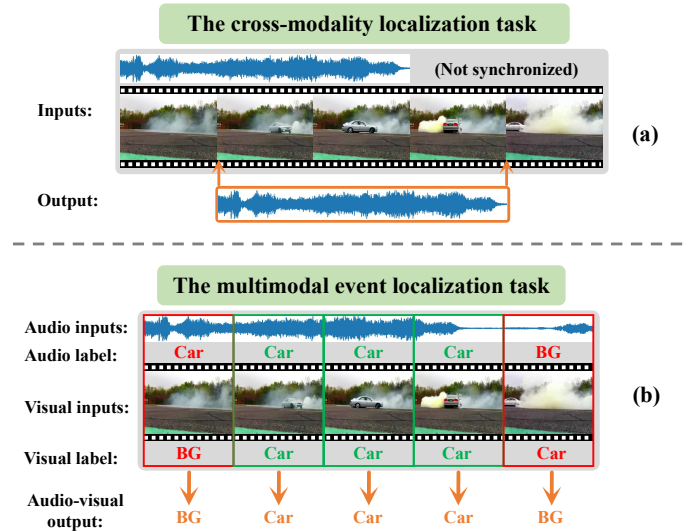 The cross-modality localization task
(Not synchronized)
Inputs:
(a)
Output:
The multimodal event localization task
Audio inputs:
Audio label: Car Car Car Car BG
Visual inputs:
(b)
Visual label: BG Car Car Car Car
Audio-visual
output: BG Car Car Car BG